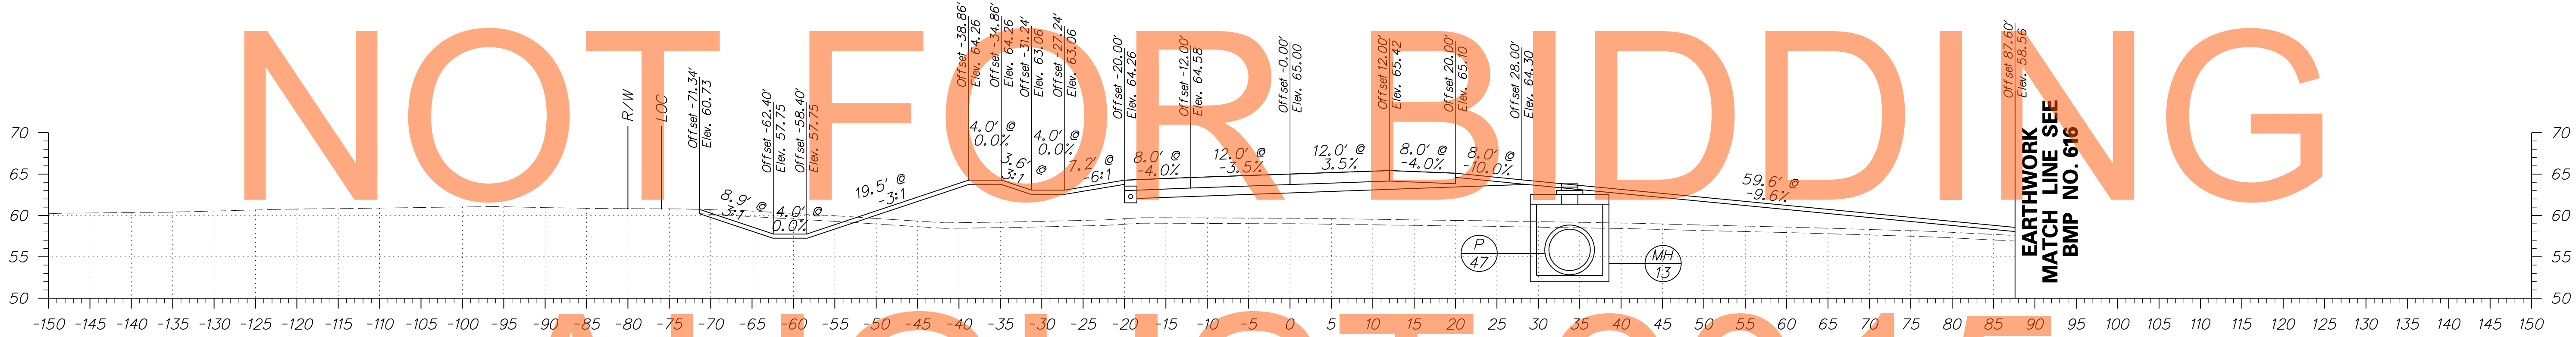 NOT FOR BIDDING
Offset -71.34'
Elev. 60.73
Offset -62.40'
Elev. 57.75
Offset -58.40'
Elev. 57.75
Offset -38.86'
Elev. 64.26
Offset -34.86'
Elev. 64.26
Offset -31.24'
Elev. 63.06
Offset -27.24'
Elev. 63.06
Offset -20.00'
Elev. 64.26
Offset -12.00'
Elev. 64.58
Offset -0.00'
Elev. 65.00
Offset 12.00'
Elev. 65.42
Offset 20.00'
Elev. 65.10
Offset 28.00'
Elev. 64.30
Offset 87.60'
Elev. 58.56
R/W
LOC
8.9' @
3:1
4.0' @
0.0%
19.5' @
-3:1
4.0' @
0.0%
3.6' @
3:1
4.0' @
0.0%
7.2' @
-6:1
8.0' @
-4.0%
12.0' @
-3.5%
12.0' @
3.5%
8.0' @
-4.0%
8.0' @
-10.0%
59.6' @
-9.6%
EARTHWORK
MATCH LINE SEE
BMP NO. 616
P
47
MH
13
70
65
60
55
50
70
65
60
55
50
-150 -145 -140 -135 -130 -125 -120 -115 -110 -105 -100 -95 -90 -85 -80 -75 -70 -65 -60 -55 -50 -45 -40 -35 -30 -25 -20 -15 -10 -5 0 5 10 15 20 25 30 35 40 45 50 55 60 65 70 75 80 85 90 95 100 105 110 115 120 125 130 135 140 145 150